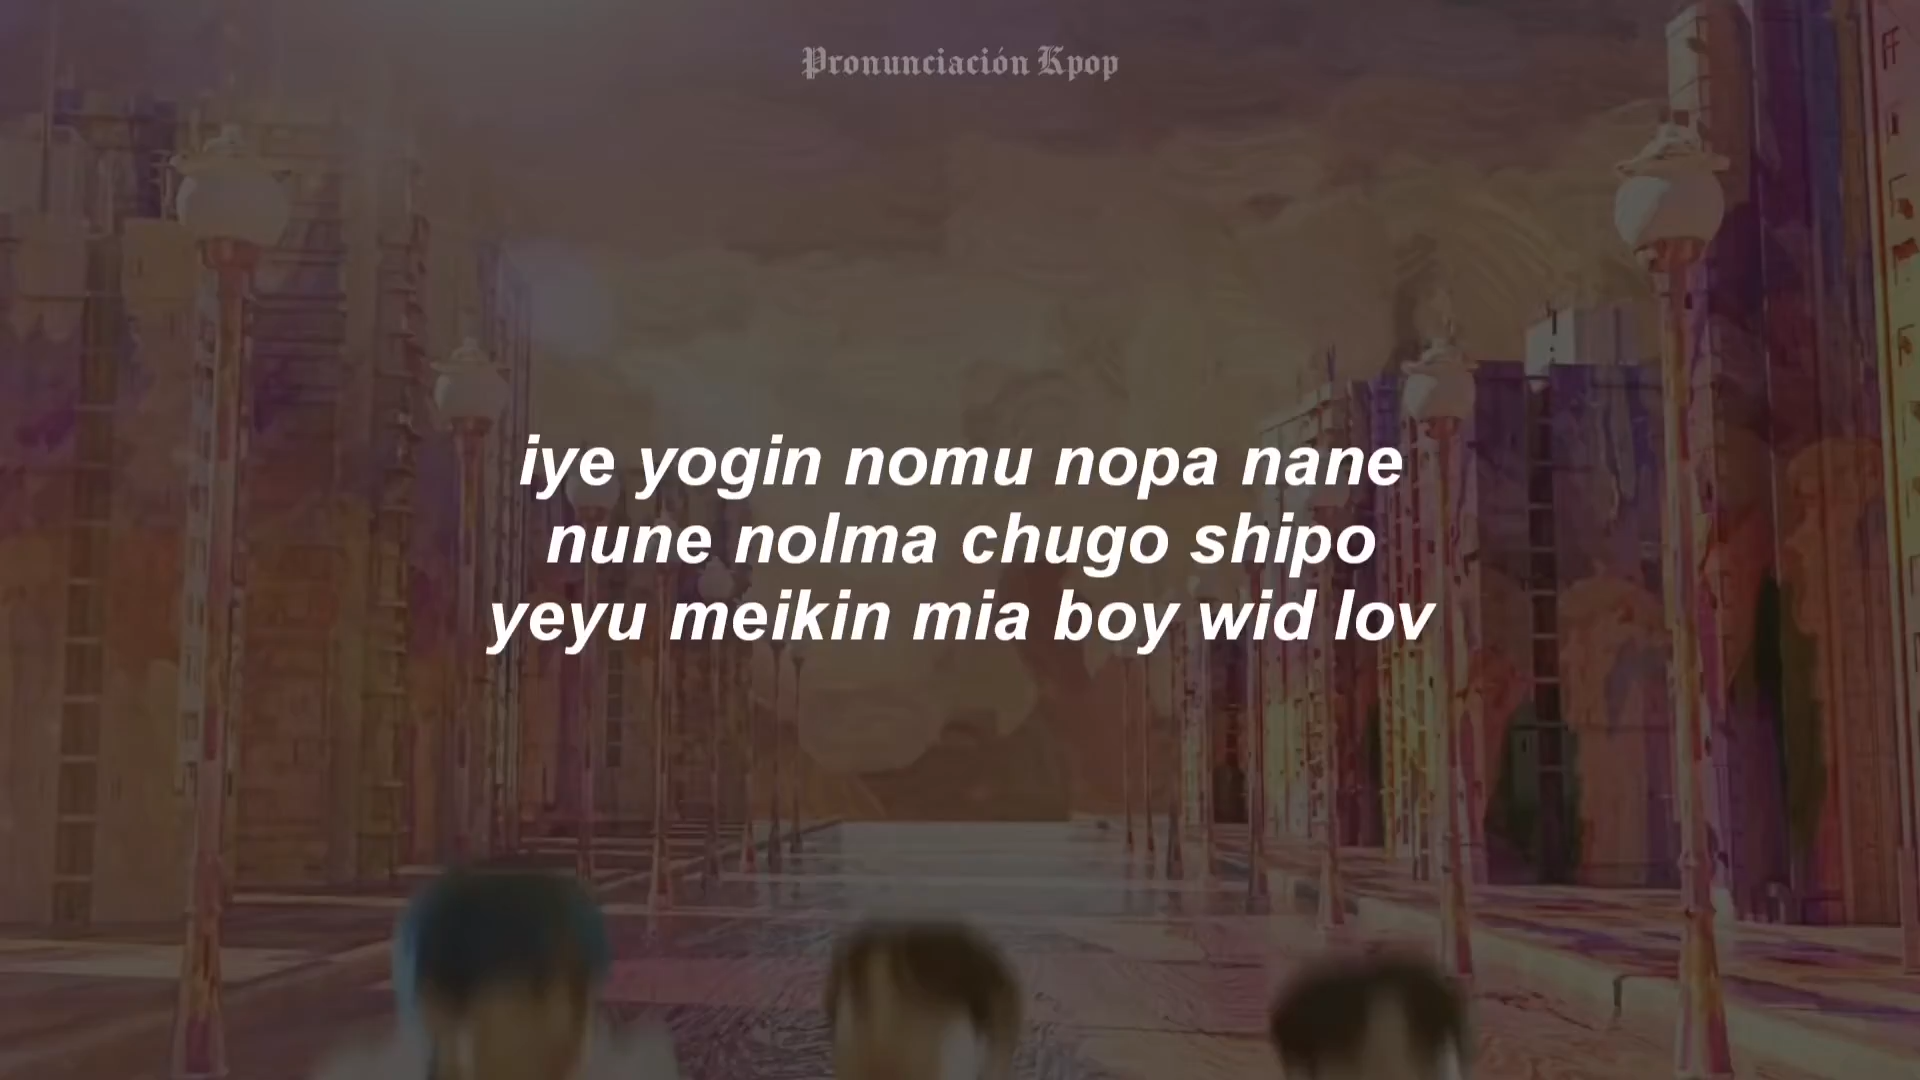 Pronunciación Kpop
iye yogin nomu nopa nane
nune nolma chugo shipo
yeyu meikin mia boy wid lov